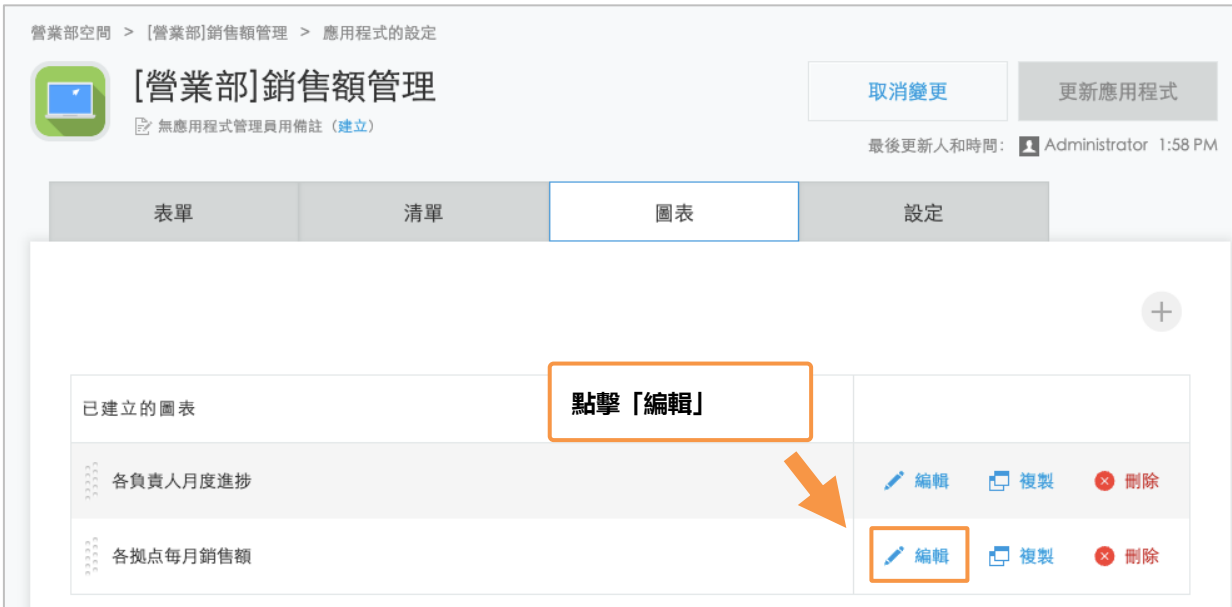 營業部空間 > [營業部]銷售額管理 > 應用程式的設定
[營業部]銷售額管理
無應用程式管理員用備註（建立）
取消變更
更新應用程式
最後更新人和時間： Administrator 1:58 PM
表單 清單 圖表 設定
已建立的圖表
點擊「編輯」
各負責人月度進捗 編輯 複製 刪除
各拠点每月銷售額 編輯 複製 刪除